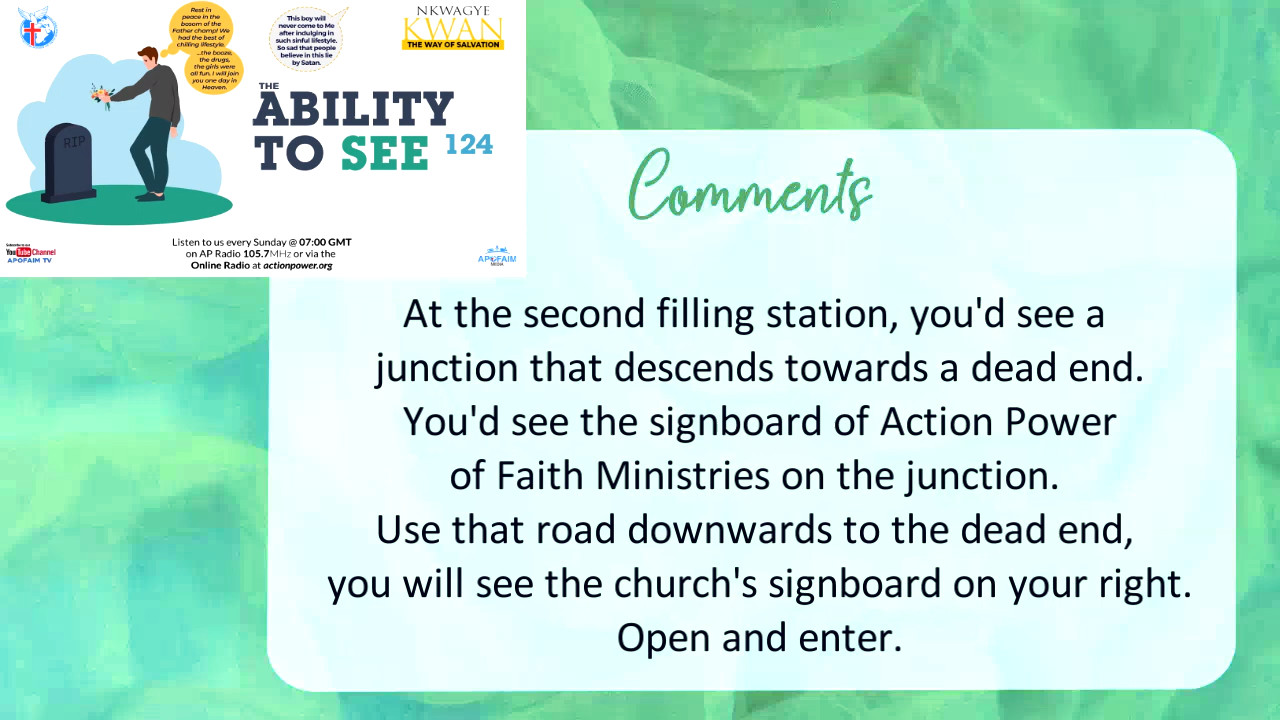 Rest in
peace in the
bosom of the
Father champ! We
had the best of
chilling lifestyle.
...the booze,
the drugs,
the girls were
all fun. I will join
you one day in
Heaven.
This boy will
never come to Me
after indulging in
such sinful lifestyle.
So sad that people
believe in this lie
by Satan.
NKWAGYE
KWAN
THE WAY OF SALVATION
RIP
THE
ABILITY
TO SEE 124
Listen to us every Sunday @ 07:00 GMT
on AP Radio 105.7MHz or via the
Online Radio at actionpower.org
Subscribe to our
YouTube Channel
APOFAIM TV
APOFAIM
MEDIA
Comments
At the second filling station, you'd see a
junction that descends towards a dead end.
You'd see the signboard of Action Power
of Faith Ministries on the junction.
Use that road downwards to the dead end,
you will see the church's signboard on your right.
Open and enter.